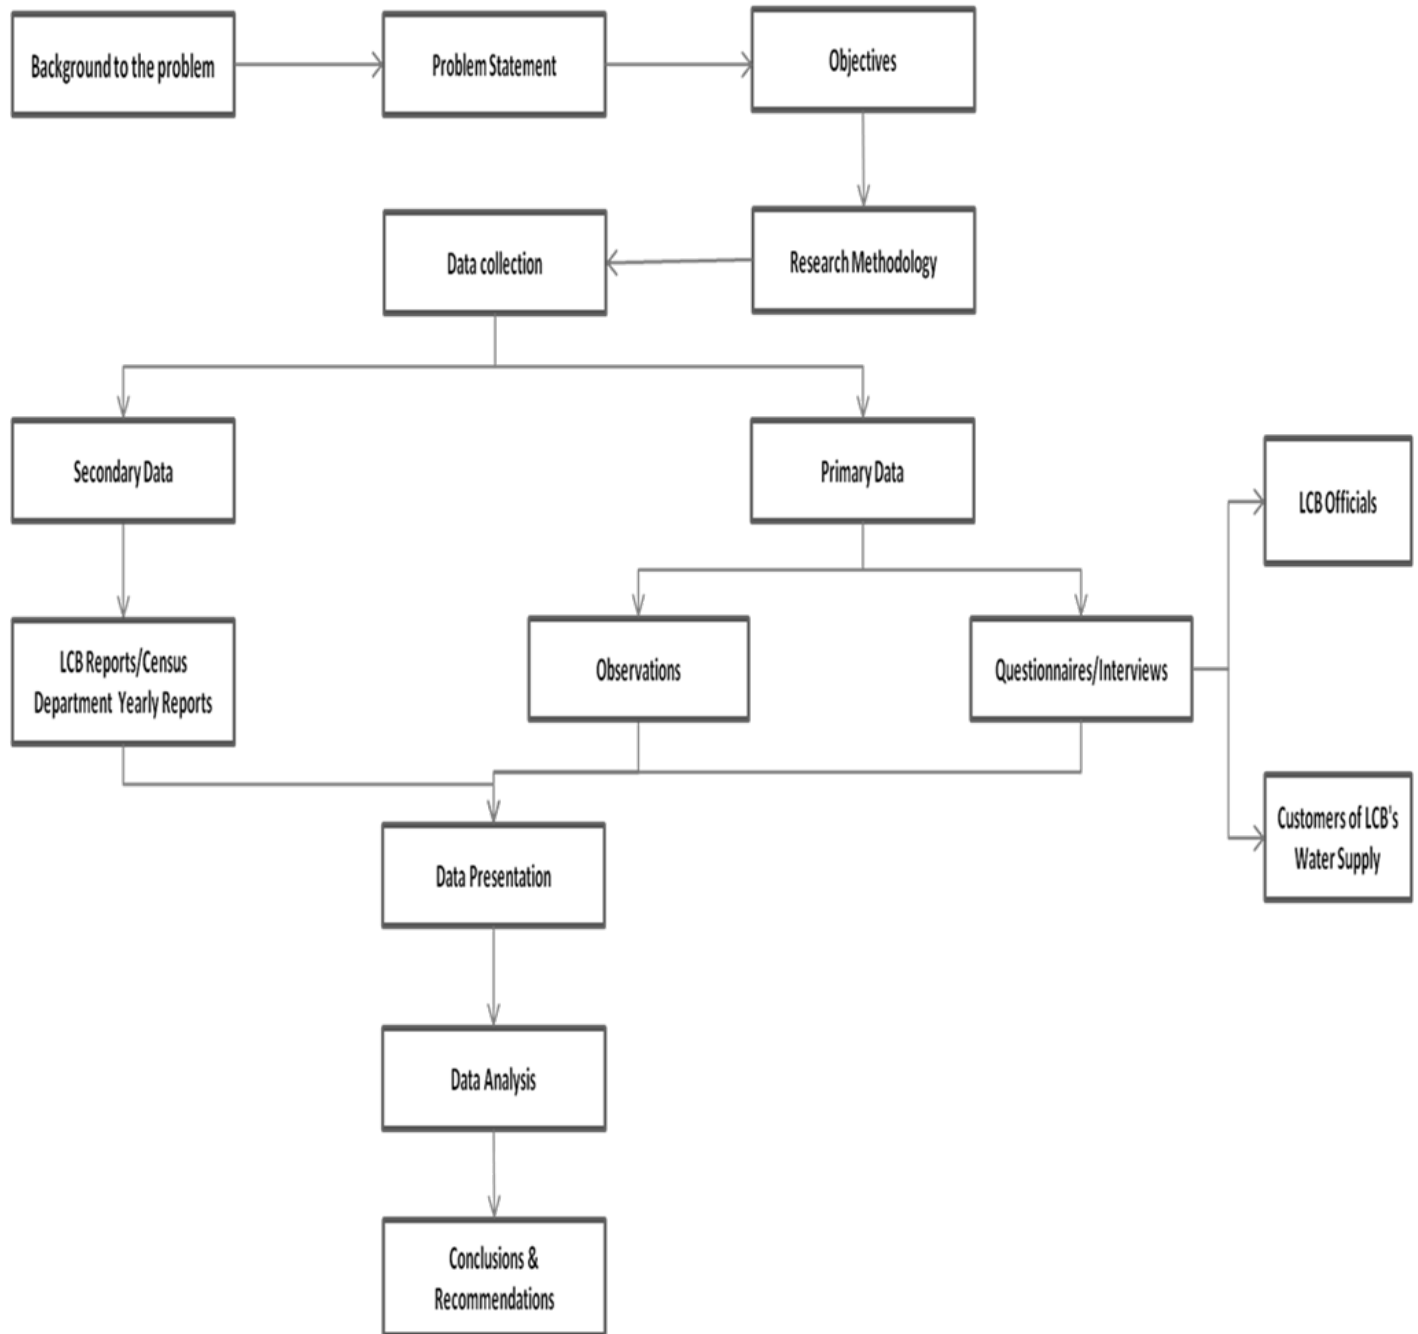 Background to the problem
Problem Statement
Objectives
Data collection
Research Methodology
Secondary Data
Primary Data
LCB Officials
LCB Reports/Census
Department Yearly Reports
Observations
Questionnaires/Interviews
Customers of LCB's
Water Supply
Data Presentation
Data Analysis
Conclusions &
Recommendations